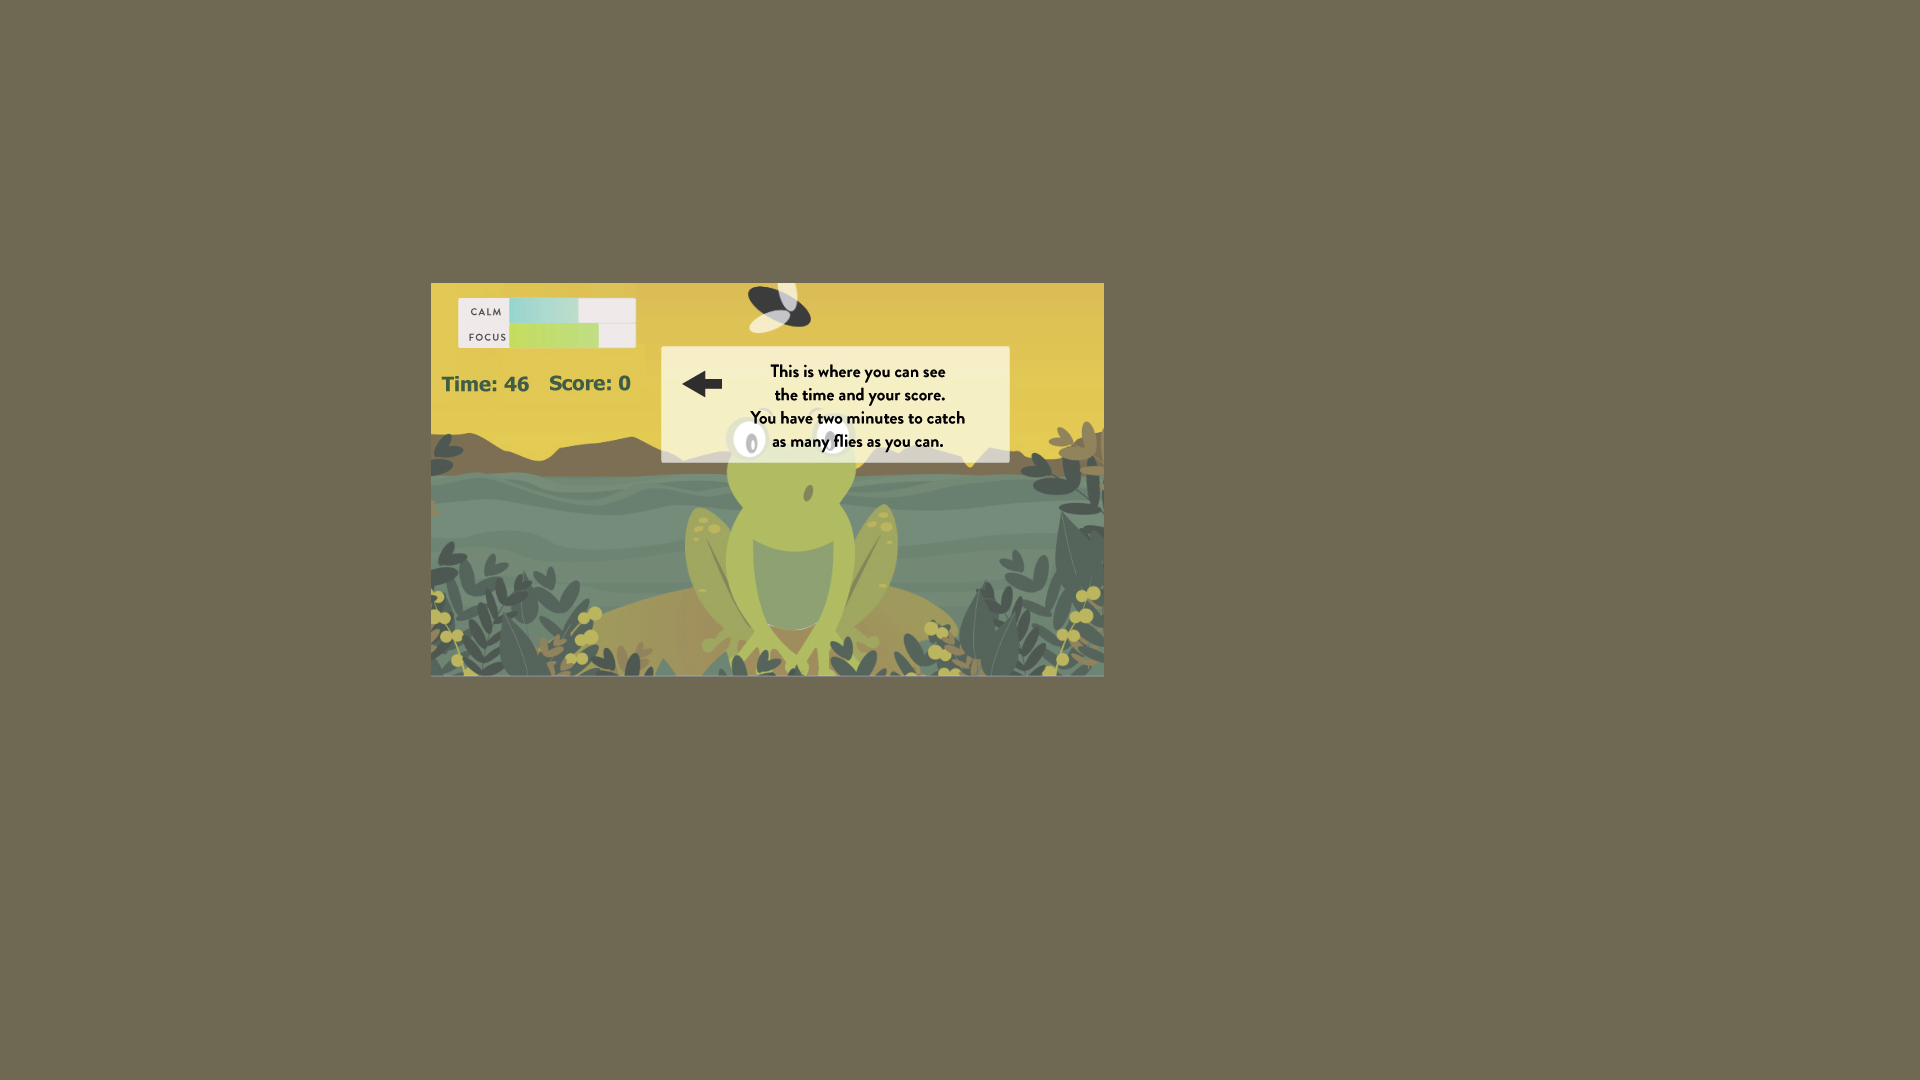 CALM
FOCUS
Time: 46 Score: 0
This is where you can see
the time and your score.
You have two minutes to catch
as many flies as you can.